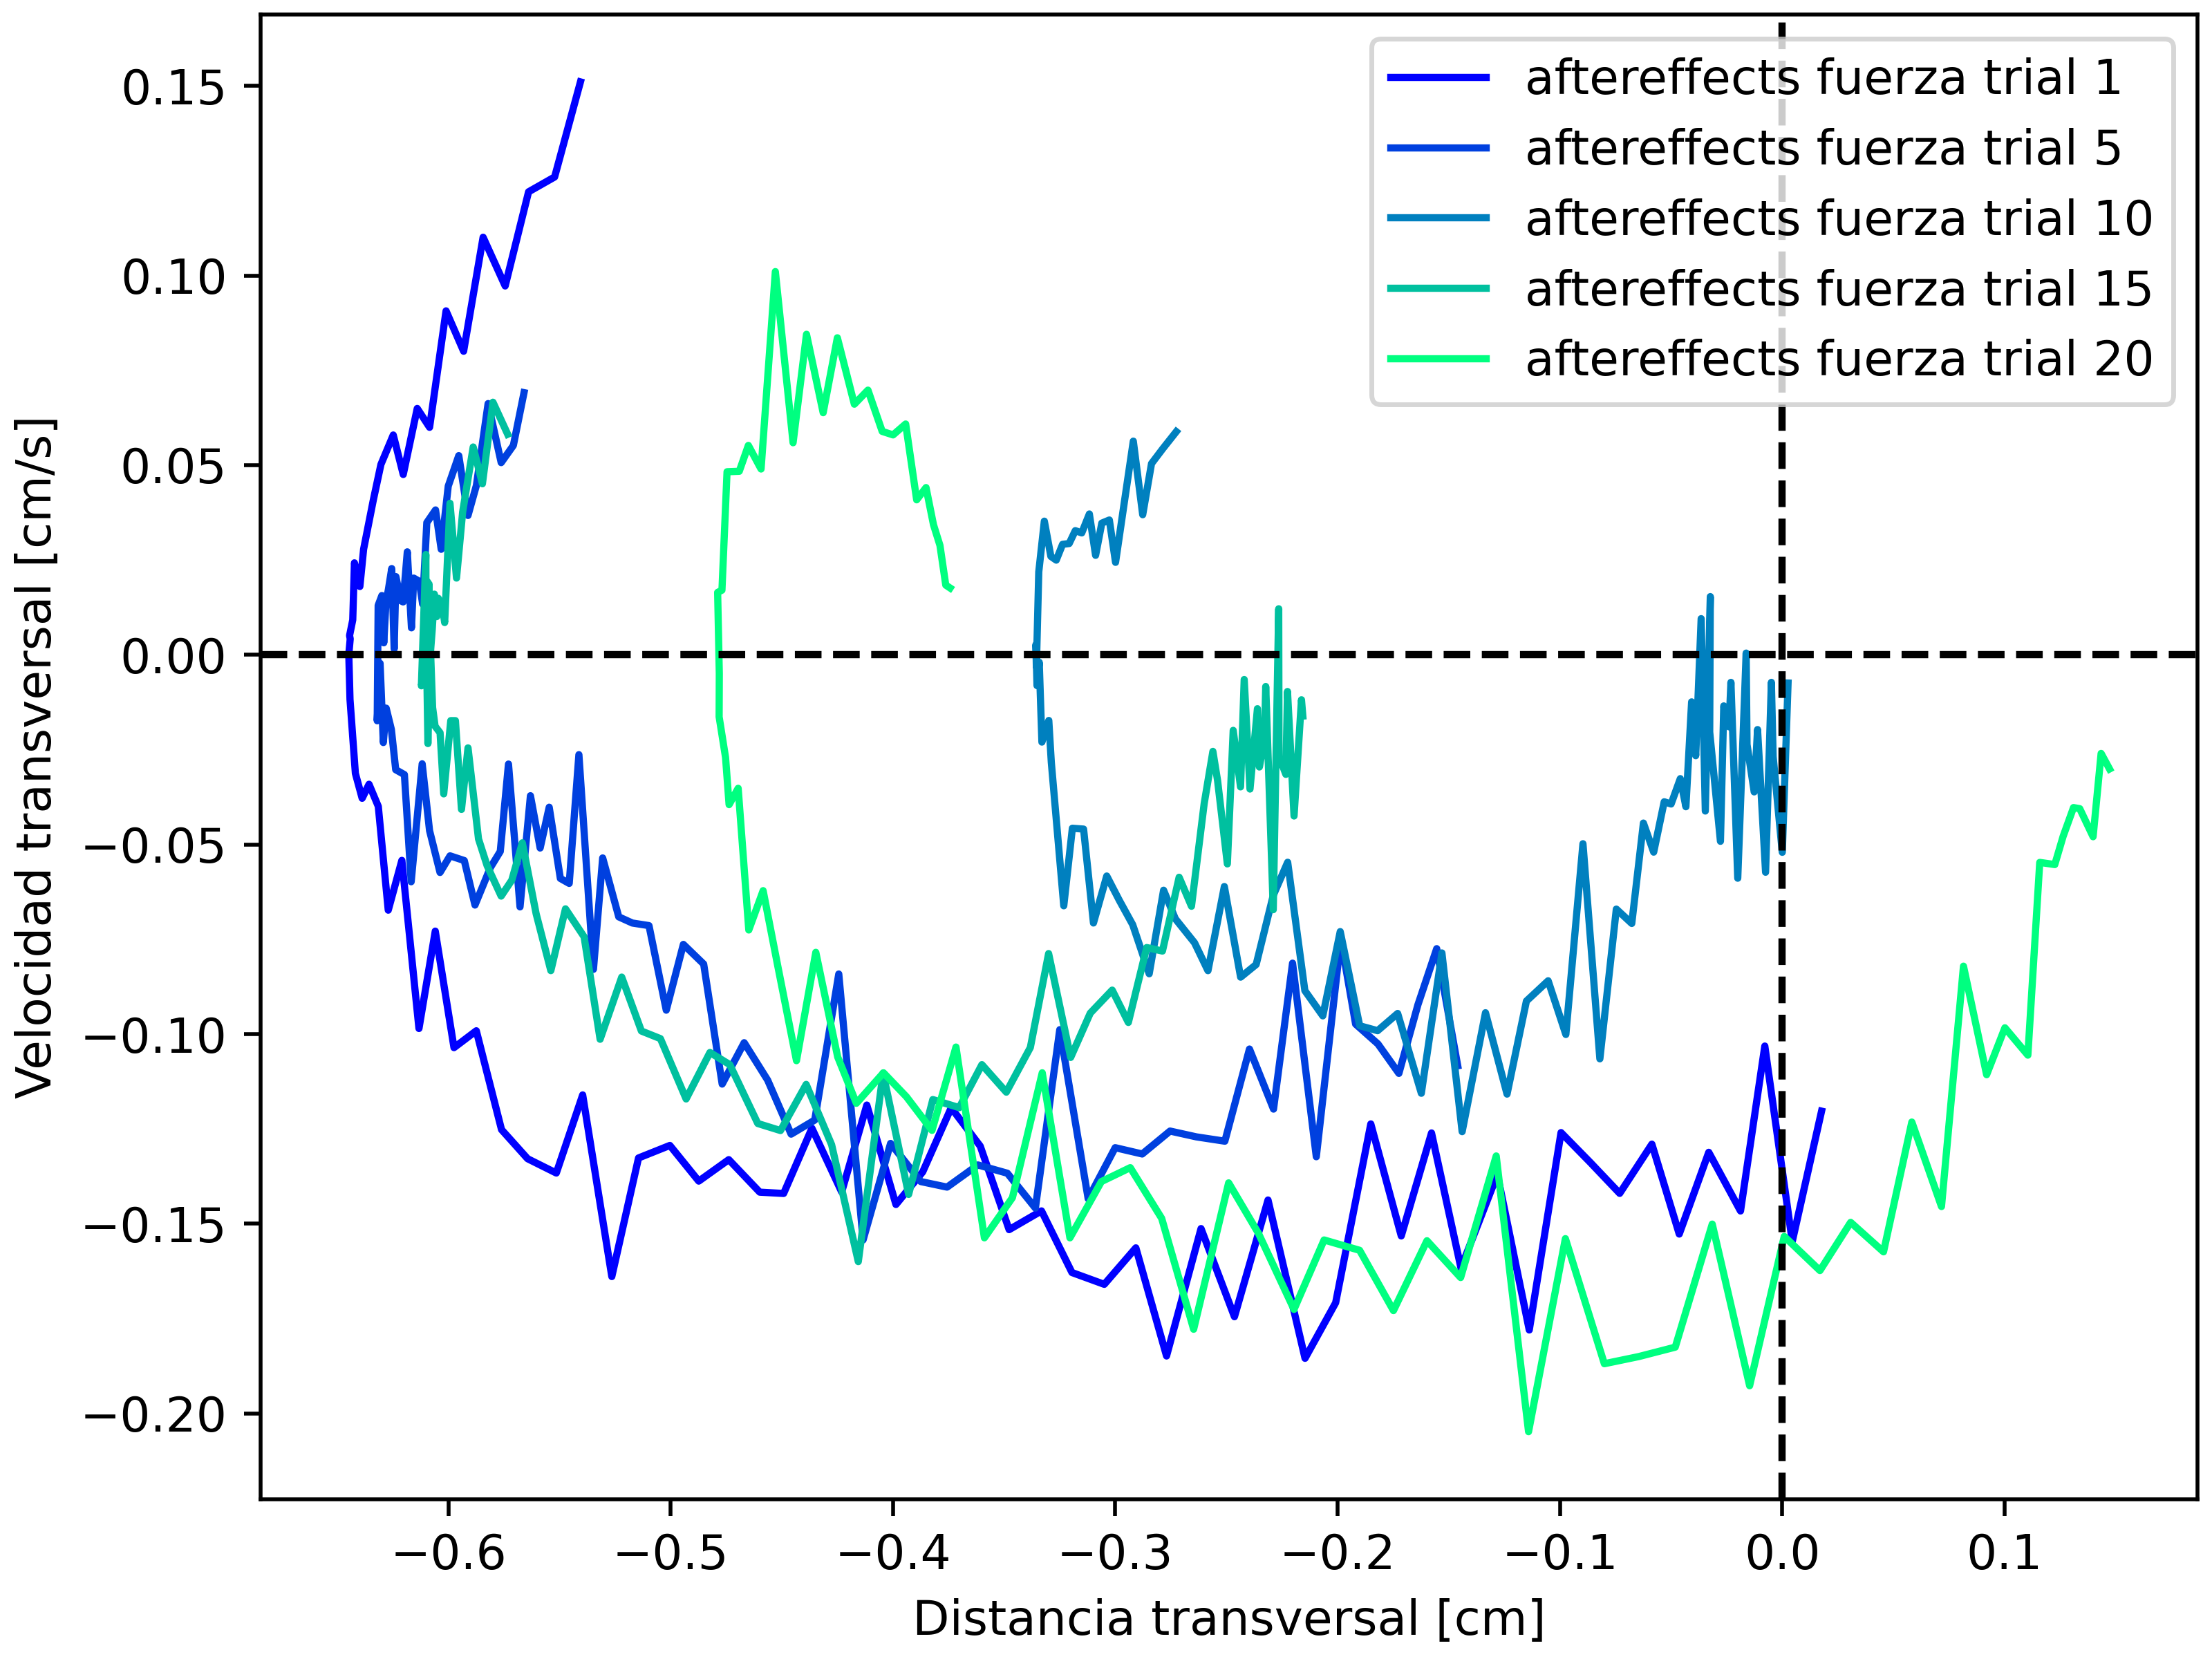 aftereffects fuerza trial 1
aftereffects fuerza trial 5
aftereffects fuerza trial 10
aftereffects fuerza trial 15
aftereffects fuerza trial 20
Velocidad transversal [cm/s]
0.15
0.10
0.05
0.00
−0.05
−0.10
−0.15
−0.20
−0.6 −0.5 −0.4 −0.3 −0.2 −0.1 0.0 0.1
Distancia transversal [cm]